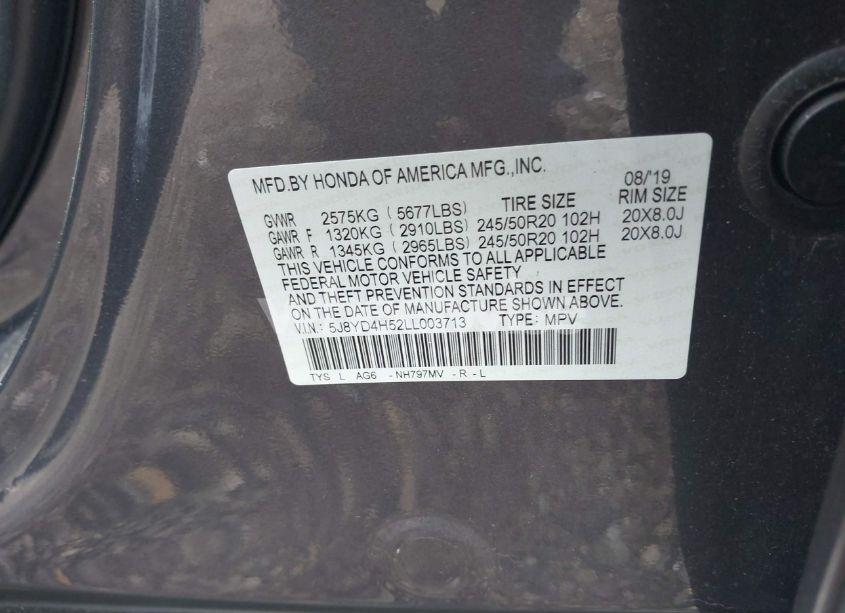 MFD.BY HONDA OF AMERICA MFG.,INC. 08/'19
TIRE SIZE RIM SIZE
GVWR 2575KG ( 5677LBS)
GAWR F 1320KG ( 2910LBS) 245/50R20 102H 20X8.0J
GAWR R 1345KG ( 2965LBS) 245/50R20 102H 20X8.0J
THIS VEHICLE CONFORMS TO ALL APPLICABLE
FEDERAL MOTOR VEHICLE SAFETY
AND THEFT PREVENTION STANDARDS IN EFFECT
ON THE DATE OF MANUFACTURE SHOWN ABOVE.
V.I.N: 5J8YD4H52LL003713 TYPE: MPV
TYS L AG6 -NH797MV -R -L